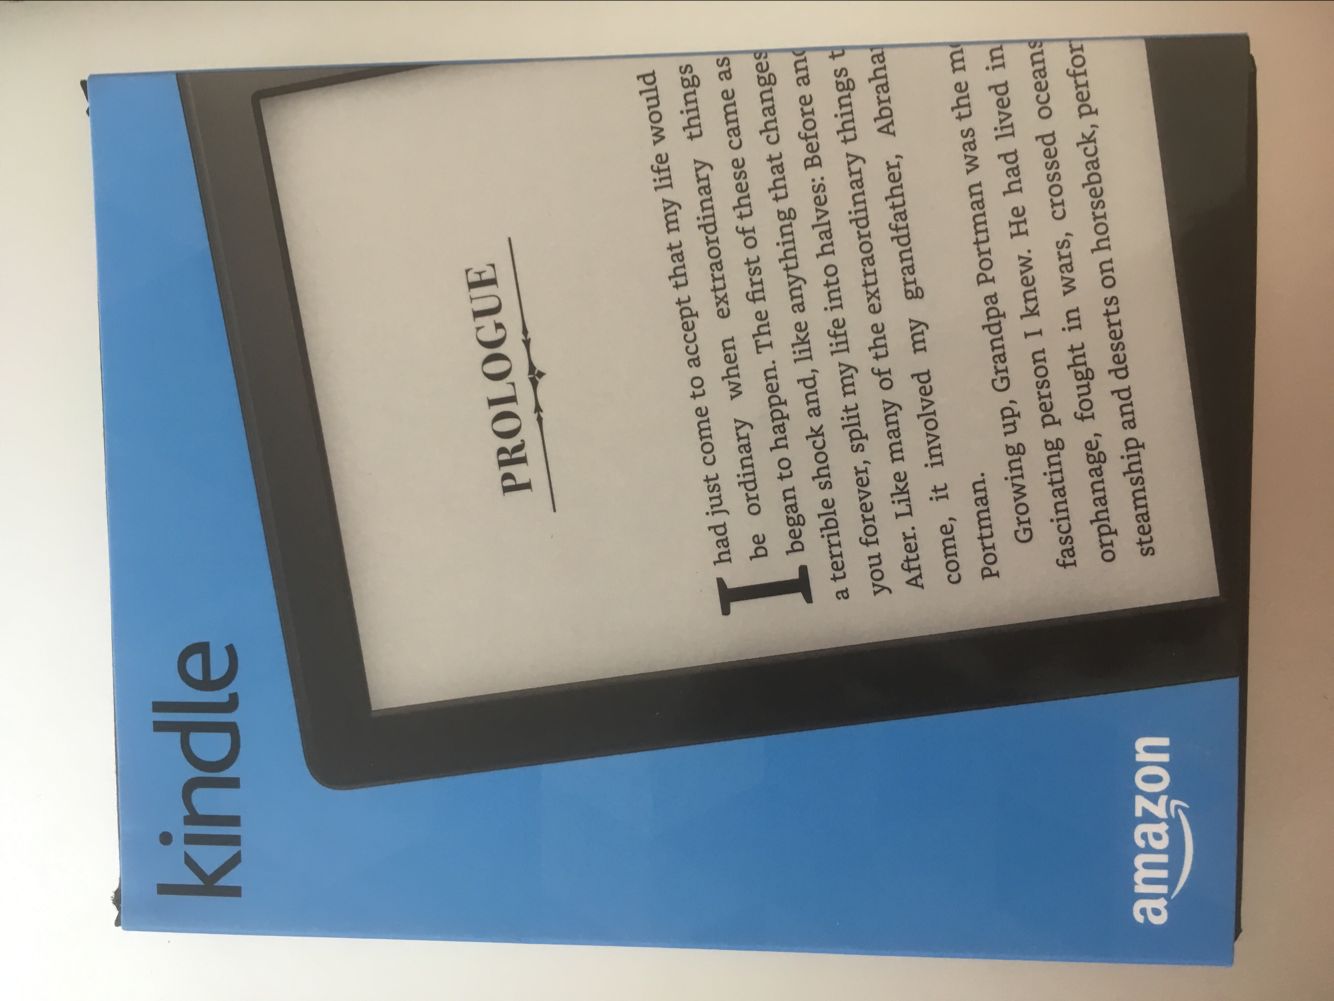 kindle
PROLOGUE
I had just come to accept that my life would
be ordinary when extraordinary things
began to happen. The first of these came as
a terrible shock and, like anything that changes
you forever, split my life into halves: Before and
After. Like many of the extraordinary things t
come, it involved my grandfather, Abraha
Portman.
Growing up, Grandpa Portman was the m
fascinating person I knew. He had lived in
orphanage, fought in wars, crossed oceans
steamship and deserts on horseback, perfor
amazon